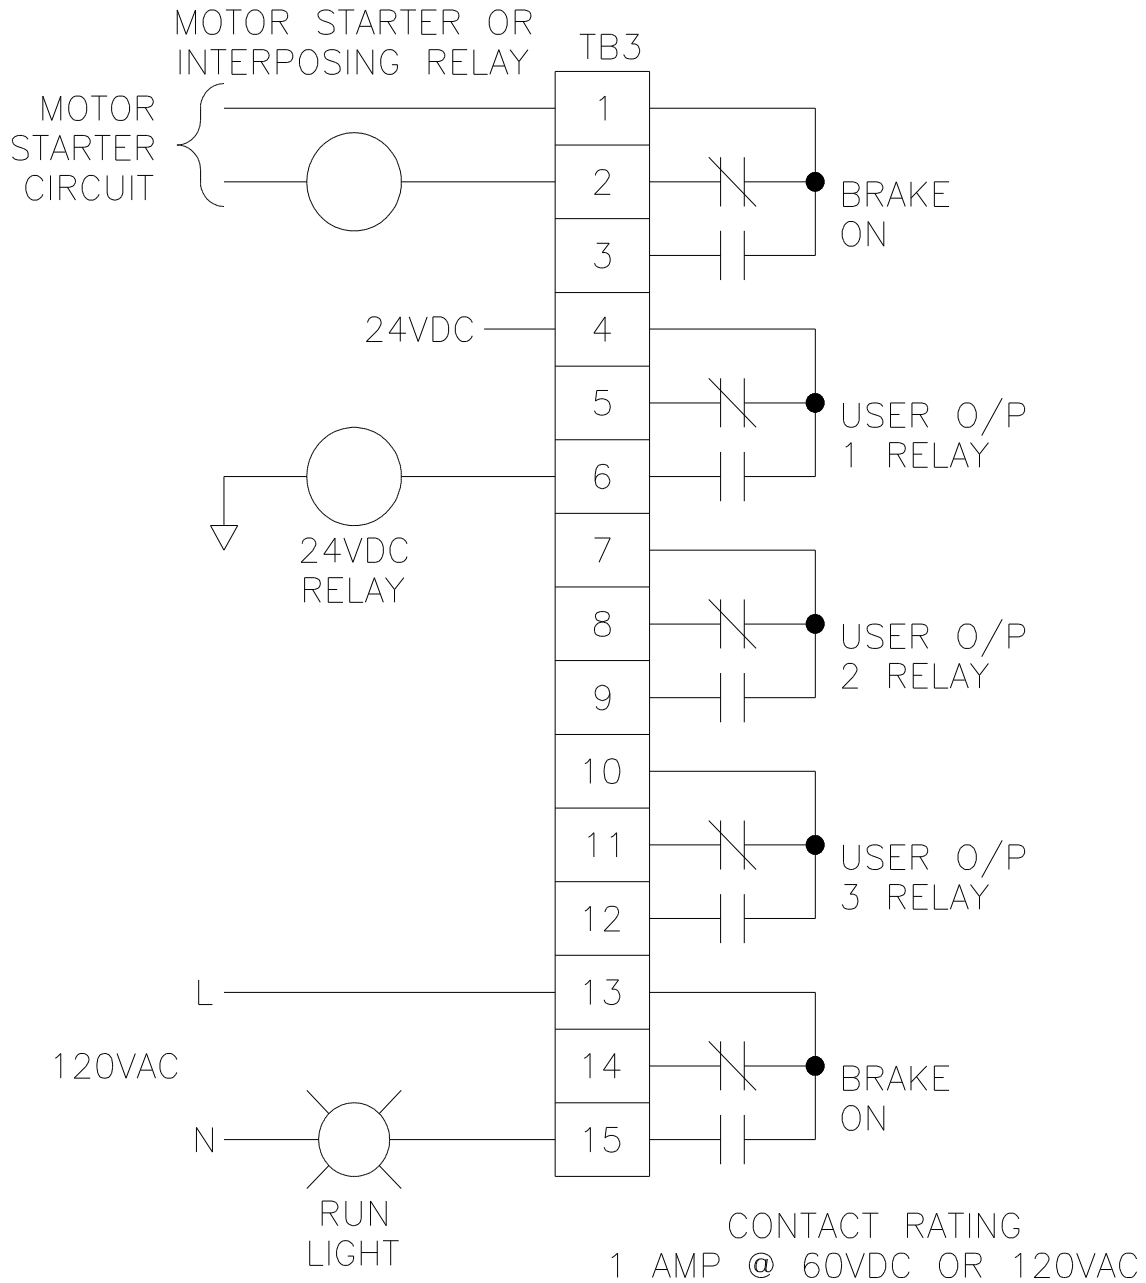 MOTOR STARTER OR
INTERPOSING RELAY
TB3
MOTOR
STARTER
CIRCUIT
1
2
BRAKE
ON
3
24VDC
4
5
USER O/P
1 RELAY
6
24VDC
RELAY
7
8
USER O/P
2 RELAY
9
10
11
USER O/P
3 RELAY
12
L
13
120VAC
14
BRAKE
ON
N
15
RUN
LIGHT
CONTACT RATING
1 AMP @ 60VDC OR 120VAC